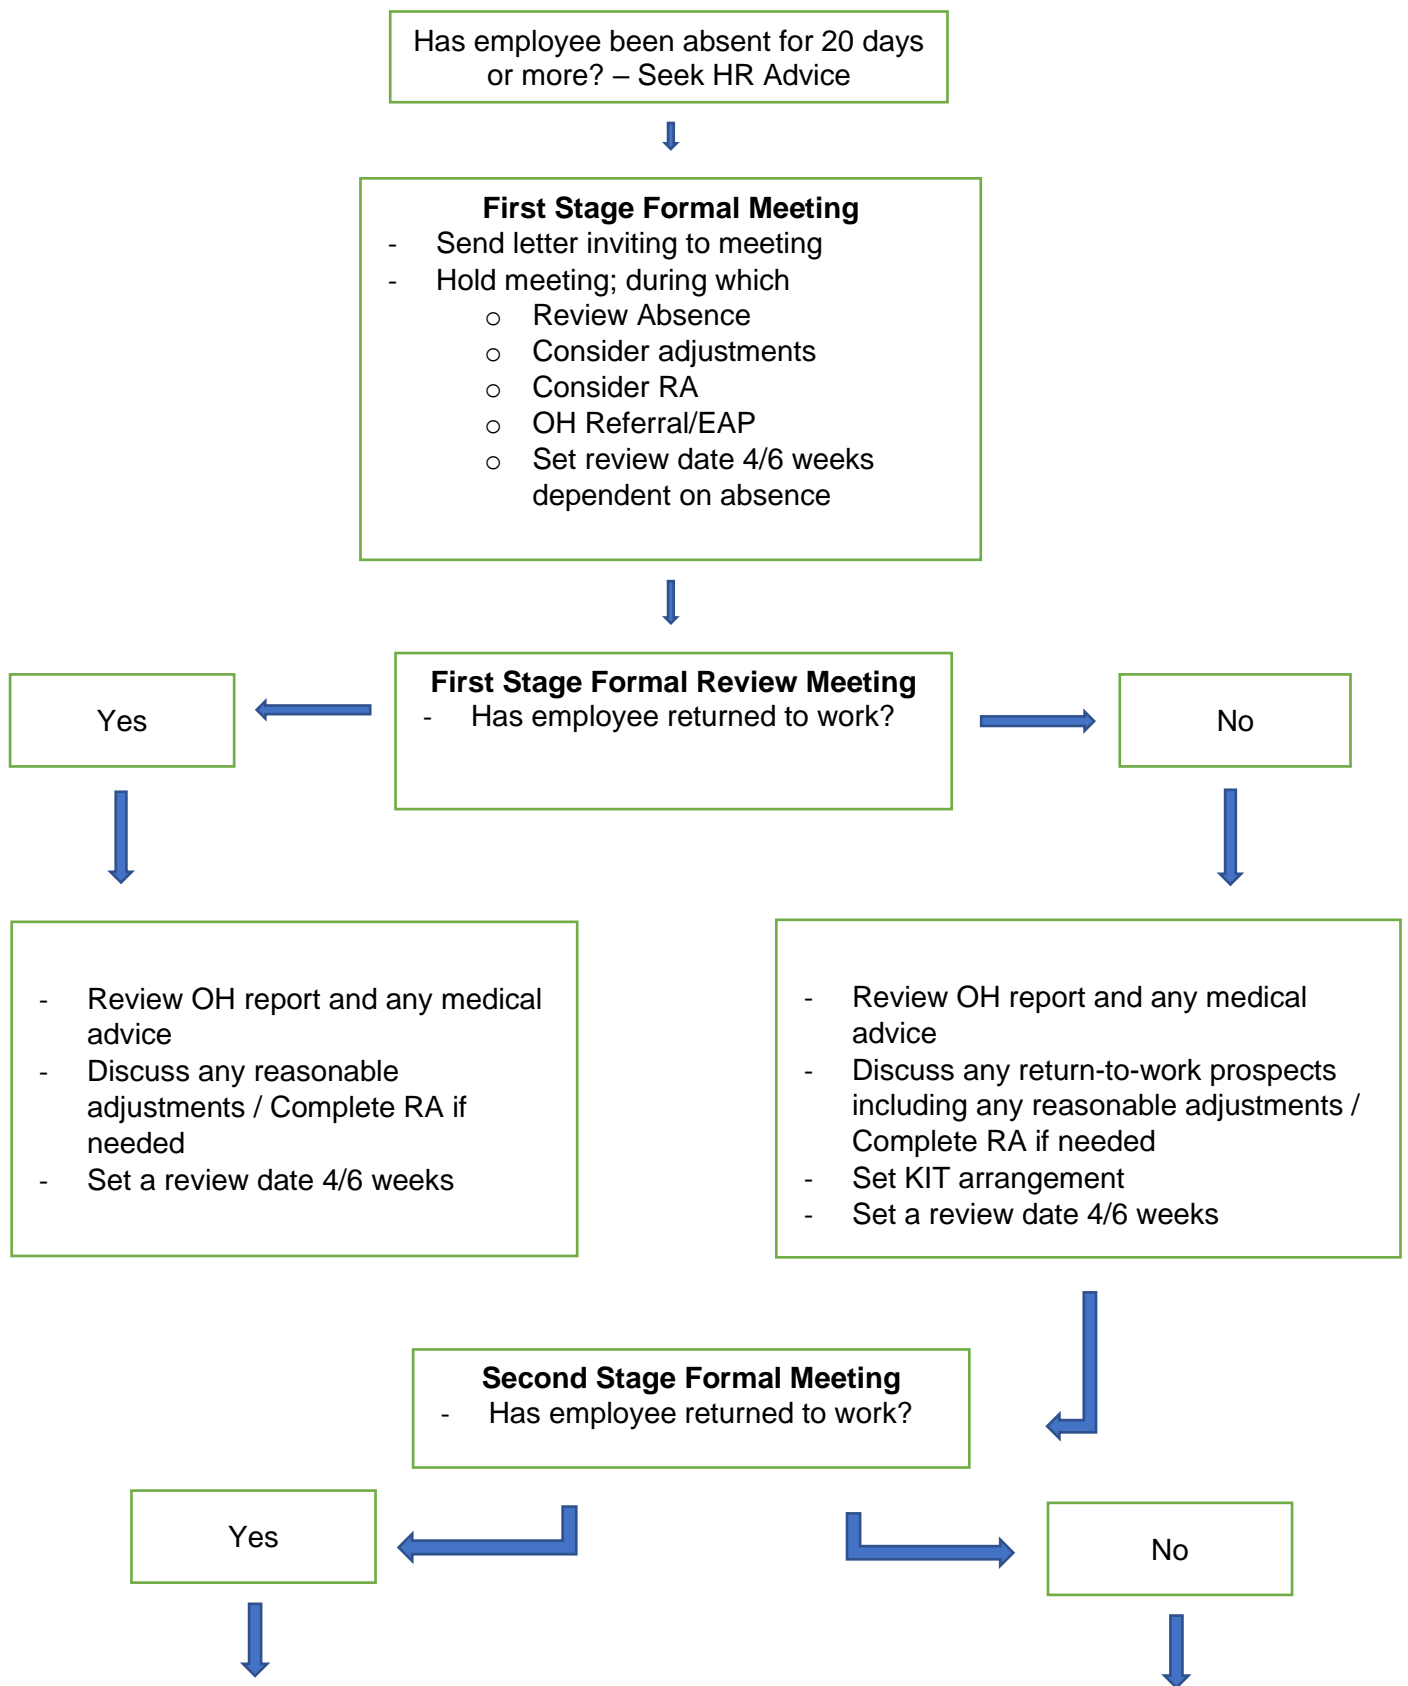 Has employee been absent for 20 days
or more? – Seek HR Advice
First Stage Formal Meeting
- Send letter inviting to meeting
- Hold meeting; during which
o Review Absence
o Consider adjustments
o Consider RA
o OH Referral/EAP
o Set review date 4/6 weeks
dependent on absence
First Stage Formal Review Meeting
- Has employee returned to work?
Yes
No
- Review OH report and any medical
advice
- Discuss any reasonable
adjustments / Complete RA if
needed
- Set a review date 4/6 weeks
- Review OH report and any medical
advice
- Discuss any return-to-work prospects
including any reasonable adjustments /
Complete RA if needed
- Set KIT arrangement
- Set a review date 4/6 weeks
Second Stage Formal Meeting
- Has employee returned to work?
Yes
No